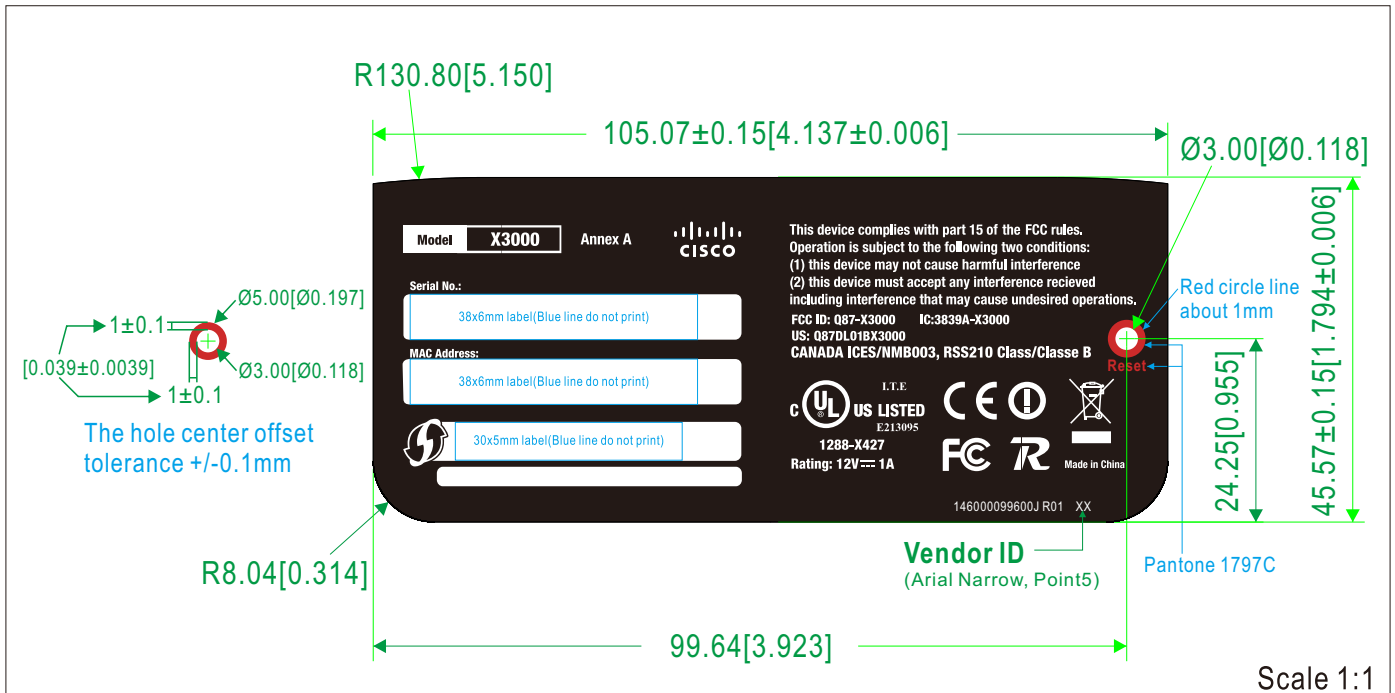 R130.80[5.150]
105.07±0.15[4.137±0.006]
Ø3.00[Ø0.118]
Model X3000 Annex A
CISCO
Serial No.:
38x6mm label(Blue line do not print)
MAC Address:
38x6mm label(Blue line do not print)
30x5mm label(Blue line do not print)
This device complies with part 15 of the FCC rules.
Operation is subject to the following two conditions:
(1) this device may not cause harmful interference
(2) this device must accept any interference recieved
including interference that may cause undesired operations.
FCC ID: Q87-X3000 IC:3839A-X3000
US: Q87DL01BX3000
CANADA ICES/NMB003, RSS210 Class/Classe B
C UL US LISTED
I.T.E
E213095
1288-X427
Rating: 12V⎓ 1A
CE
FC
R
Made in China
146000099600J R01 XX
Reset
Red circle line
about 1mm
Pantone 1797C
24.25[0.955]
45.57±0.15[1.794±0.006]
Ø5.00[Ø0.197]
1±0.1
[0.039±0.0039]
Ø3.00[Ø0.118]
1±0.1
The hole center offset
tolerance +/-0.1mm
R8.04[0.314]
Vendor ID
(Arial Narrow, Point5)
99.64[3.923]
Scale 1:1